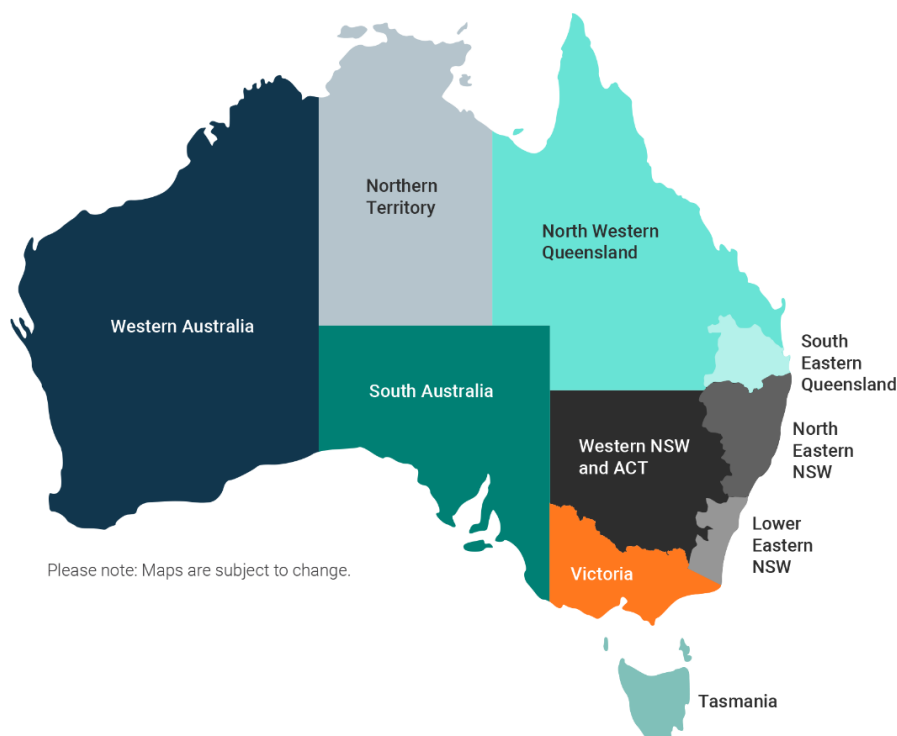 Northern
Territory
North Western
Queensland
Western Australia
South
Eastern
Queensland
South Australia
North
Eastern
NSW
Western NSW
and ACT
Lower
Eastern
NSW
Please note: Maps are subject to change.
Victoria
Tasmania